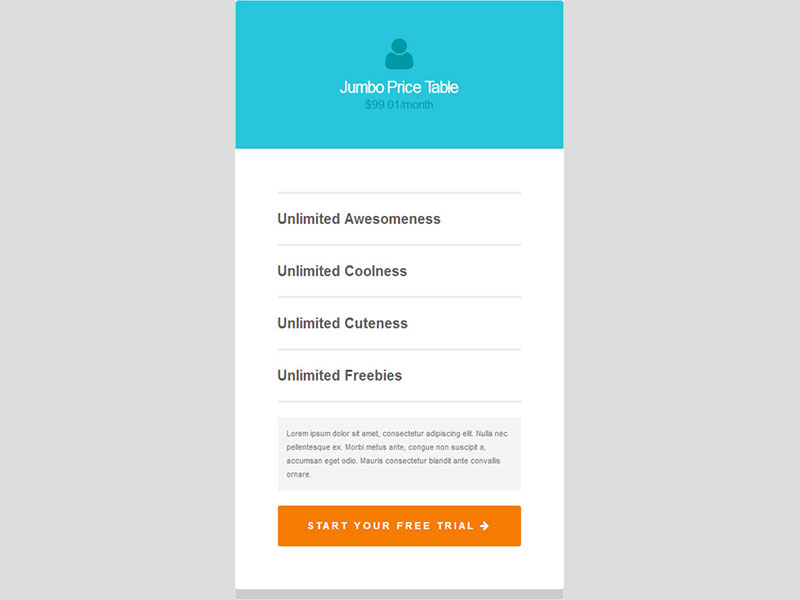 Jumbo Price Table
$99.01/month
Unlimited Awesomeness
Unlimited Coolness
Unlimited Cuteness
Unlimited Freebies
Lorem ipsum dolor sit amet, consectetur adipiscing elit. Nulla nec
pellentesque ex. Morbi metus ante, congue non suscipit a,
accumsan eget odio. Mauris consectetur blandit ante convallis
ornare.
START YOUR FREE TRIAL →